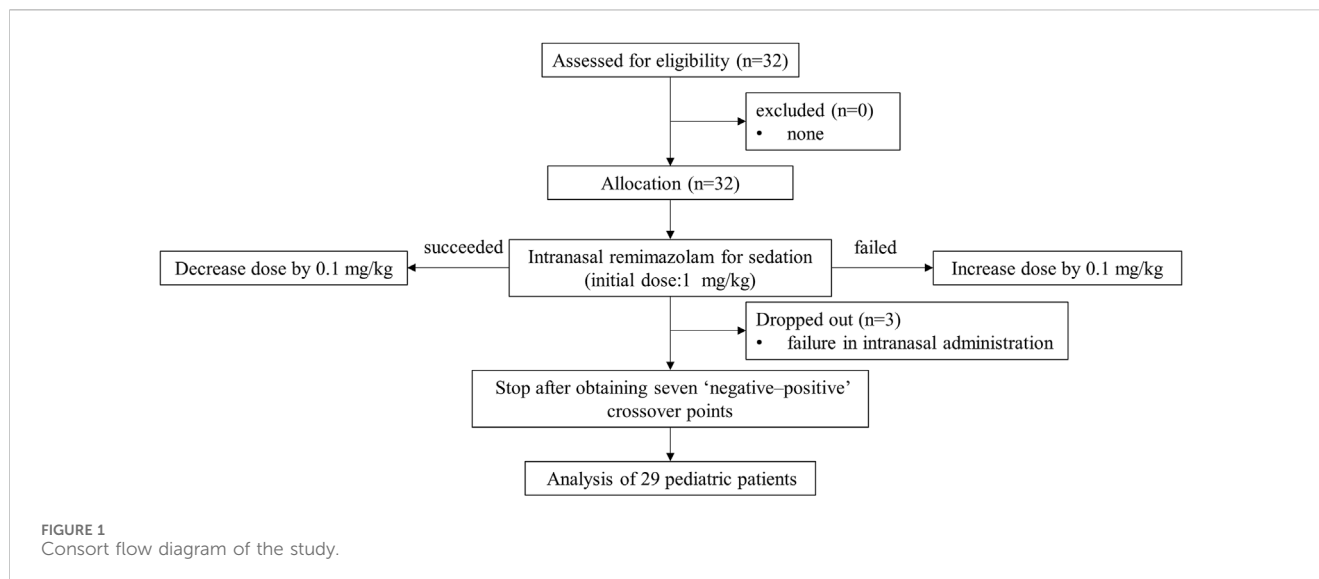 Assessed for eligibility (n=32)
excluded (n=0)
• none
Allocation (n=32)
succeeded
failed
Decrease dose by 0.1 mg/kg
Intranasal remimazolam for sedation
(initial dose:1 mg/kg)
Increase dose by 0.1 mg/kg
Dropped out (n=3)
• failure in intranasal administration
Stop after obtaining seven ‘negative–positive’
crossover points
Analysis of 29 pediatric patients
FIGURE 1
Consort flow diagram of the study.